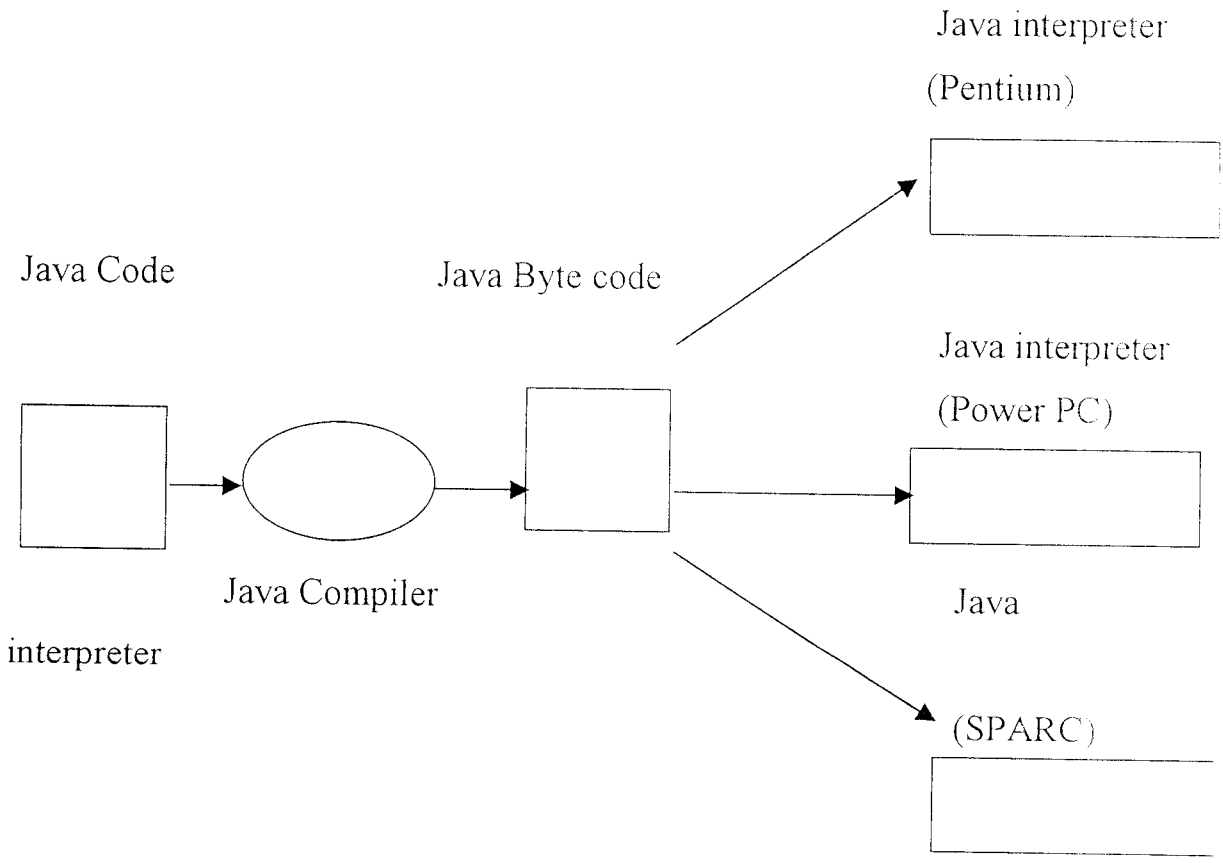 Java interpreter
(Pentium)
Java Code
Java Byte code
Java interpreter
(Power PC)
Java Compiler
Java
interpreter
(SPARC)